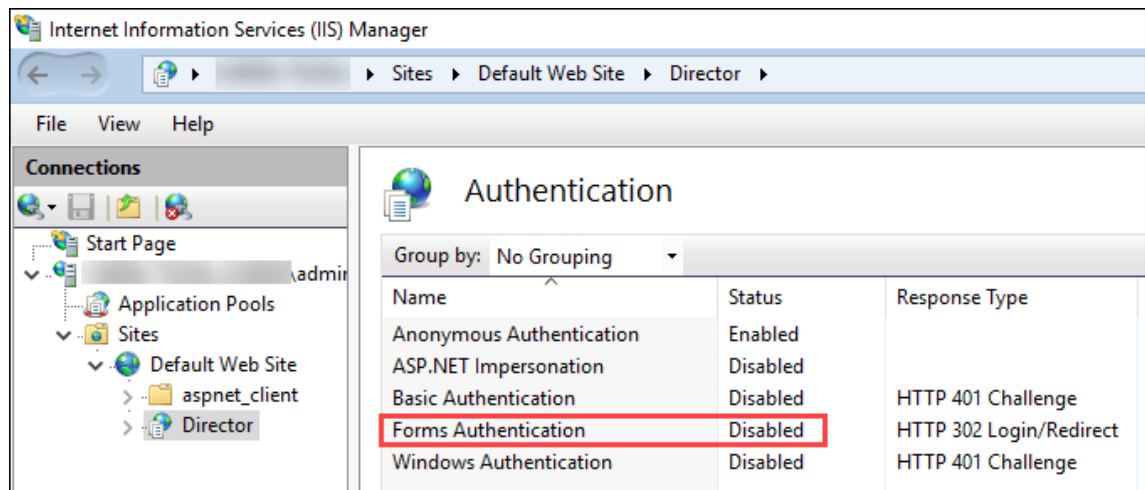 Internet Information Services (IIS) Manager
Sites Default Web Site Director
File View Help
Connections
Start Page
\admin
Application Pools
Sites
Default Web Site
aspnet_client
Director
Authentication
Group by: No Grouping
Name Status Response Type
Anonymous Authentication Enabled
ASP.NET Impersonation Disabled
Basic Authentication Disabled HTTP 401 Challenge
Forms Authentication Disabled HTTP 302 Login/Redirect
Windows Authentication Disabled HTTP 401 Challenge